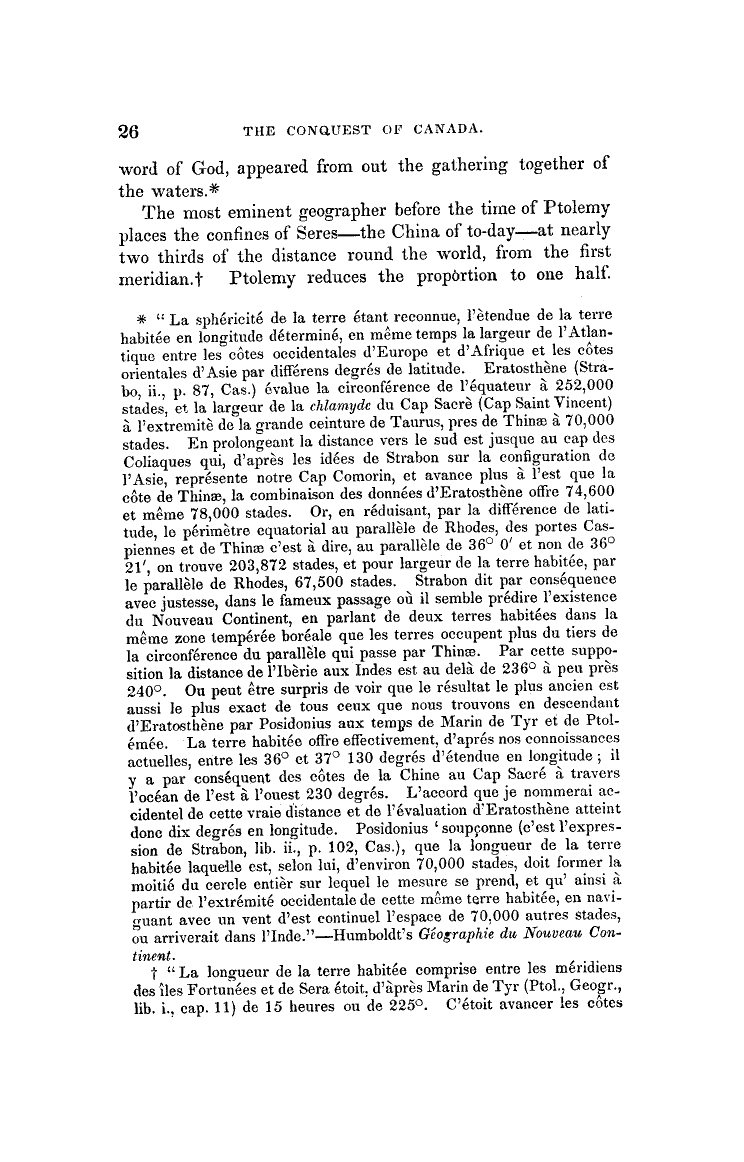 26 THE CONQUEST OF CANADA.
word of God, appeared from out the gathering together of
the waters.*
The most eminent geographer before the time of Ptolemy
places the confines of Seres—the China of to-day—at nearly
two thirds of the distance round the world, from the first
meridian.† Ptolemy reduces the propòrtion to one half.
* “La sphéricité de la terre étant reconnue, l'ètendue de la terre
habitée en longitude déterminé, en même temps la largeur de l'Atlan-
tique entre les côtes occidentales d'Europe et d'Afrique et les côtes
orientales d'Asie par différens degrés de latitude. Eratosthène (Stra-
bo, ii., p. 87, Cas.) évalue la circonférence de l'équateur à 252,000
stades, et la largeur de la chlamyde du Cap Sacrè (Cap Saint Vincent)
à l'extremitè de la grande ceinture de Taurus, pres de Thinæ à 70,000
stades. En prolongeant la distance vers le sud est jusque au cap des
Coliaques qui, d'après les idées de Strabon sur la configuration de
l'Asie, représente notre Cap Comorin, et avance plus à l'est que la
côte de Thinæ, la combinaison des données d'Eratosthène offre 74,600
et même 78,000 stades. Or, en réduisant, par la différence de lati-
tude, le périmètre equatorial au parallèle de Rhodes, des portes Cas-
piennes et de Thinæ c'est à dire, au parallèle de 36° 0′ et non de 36°
21′, on trouve 203,872 stades, et pour largeur de la terre habitée, par
le parallèle de Rhodes, 67,500 stades. Strabon dit par conséquence
avec justesse, dans le fameux passage où il semble prédire l'existence
du Nouveau Continent, en parlant de deux terres habitées dans la
même zone tempérée boréale que les terres occupent plus du tiers de
la circonférence du parallèle qui passe par Thinæ. Par cette suppo-
sition la distance de l'Ibèrie aux Indes est au delà de 236° à peu près
240°. Ou peut être surpris de voir que le résultat le plus ancien est
aussi le plus exact de tous ceux que nous trouvons en descendant
d'Eratosthène par Posidonius aux temps de Marin de Tyr et de Ptol-
émée. La terre habitée offre effectivement, d'aprés nos connoissances
actuelles, entre les 36° et 37° 130 degrés d'étendue en longitude; il
y a par conséquent des côtes de la Chine au Cap Sacré à travers
l'océan de l'est à l'ouest 230 degrés. L'accord que je nommerai ac-
cidentel de cette vraie distance et de l'évaluation d'Eratosthène atteint
donc dix degrés en longitude. Posidonius ‘soupçonne (c'est l'expres-
sion de Strabon, lib. ii., p. 102, Cas.), que la longueur de la terre
habitée laquelle est, selon lui, d'environ 70,000 stades, doit former la
moitié du cercle entièr sur lequel le mesure se prend, et qu' ainsi à
partir de l'extrémité occidentale de cette même terre habitée, en navi-
guant avec un vent d'est continuel l'espace de 70,000 autres stades,
ou arriverait dans l'Inde.”—Humboldt's Géographie du Nouveau Con-
tinent.
† “La longueur de la terre habitée comprise entre les méridiens
des îles Fortunées et de Sera étoit, d'àprès Marin de Tyr (Ptol., Geogr.,
lib. i., cap. 11) de 15 heures ou de 225°. C'étoit avancer les côtes